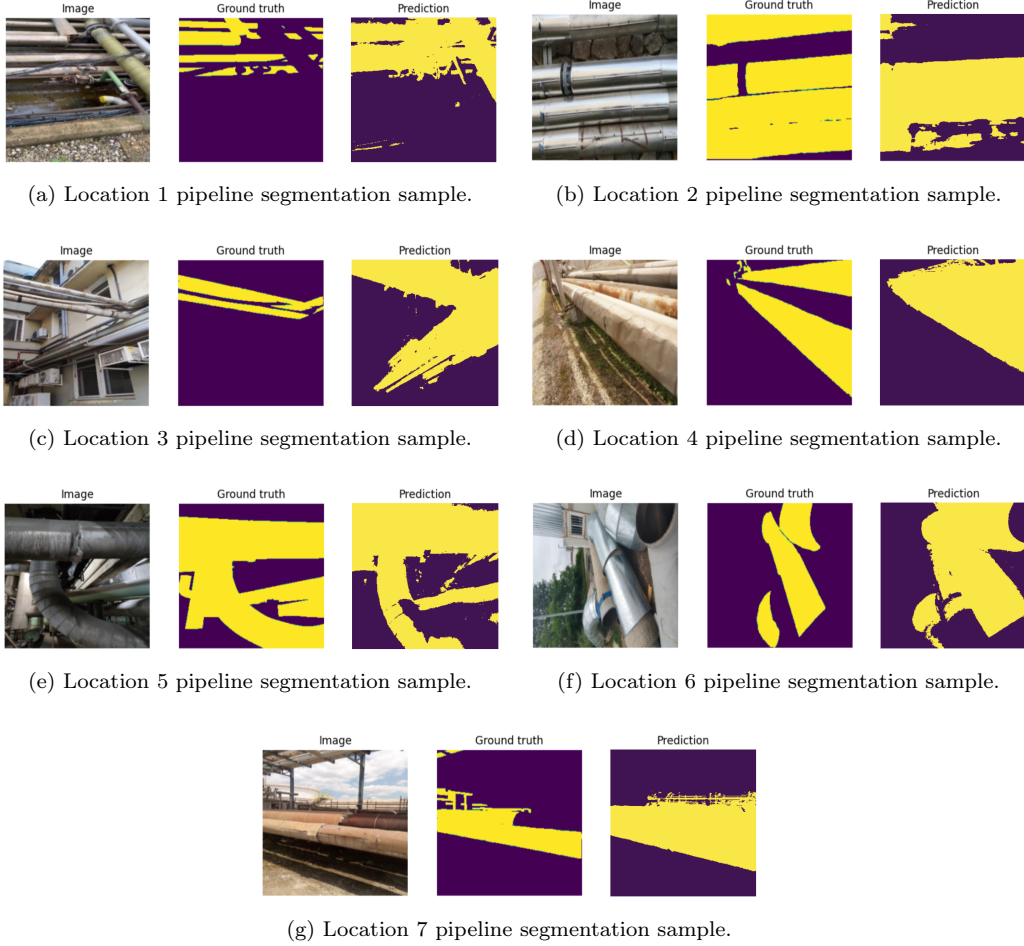 Image Ground truth Prediction Image Ground truth Prediction
(a) Location 1 pipeline segmentation sample. (b) Location 2 pipeline segmentation sample.
Image Ground truth Prediction Image Ground truth Prediction
(c) Location 3 pipeline segmentation sample. (d) Location 4 pipeline segmentation sample.
Image Ground truth Prediction Image Ground truth Prediction
(e) Location 5 pipeline segmentation sample. (f) Location 6 pipeline segmentation sample.
Image Ground truth Prediction
(g) Location 7 pipeline segmentation sample.